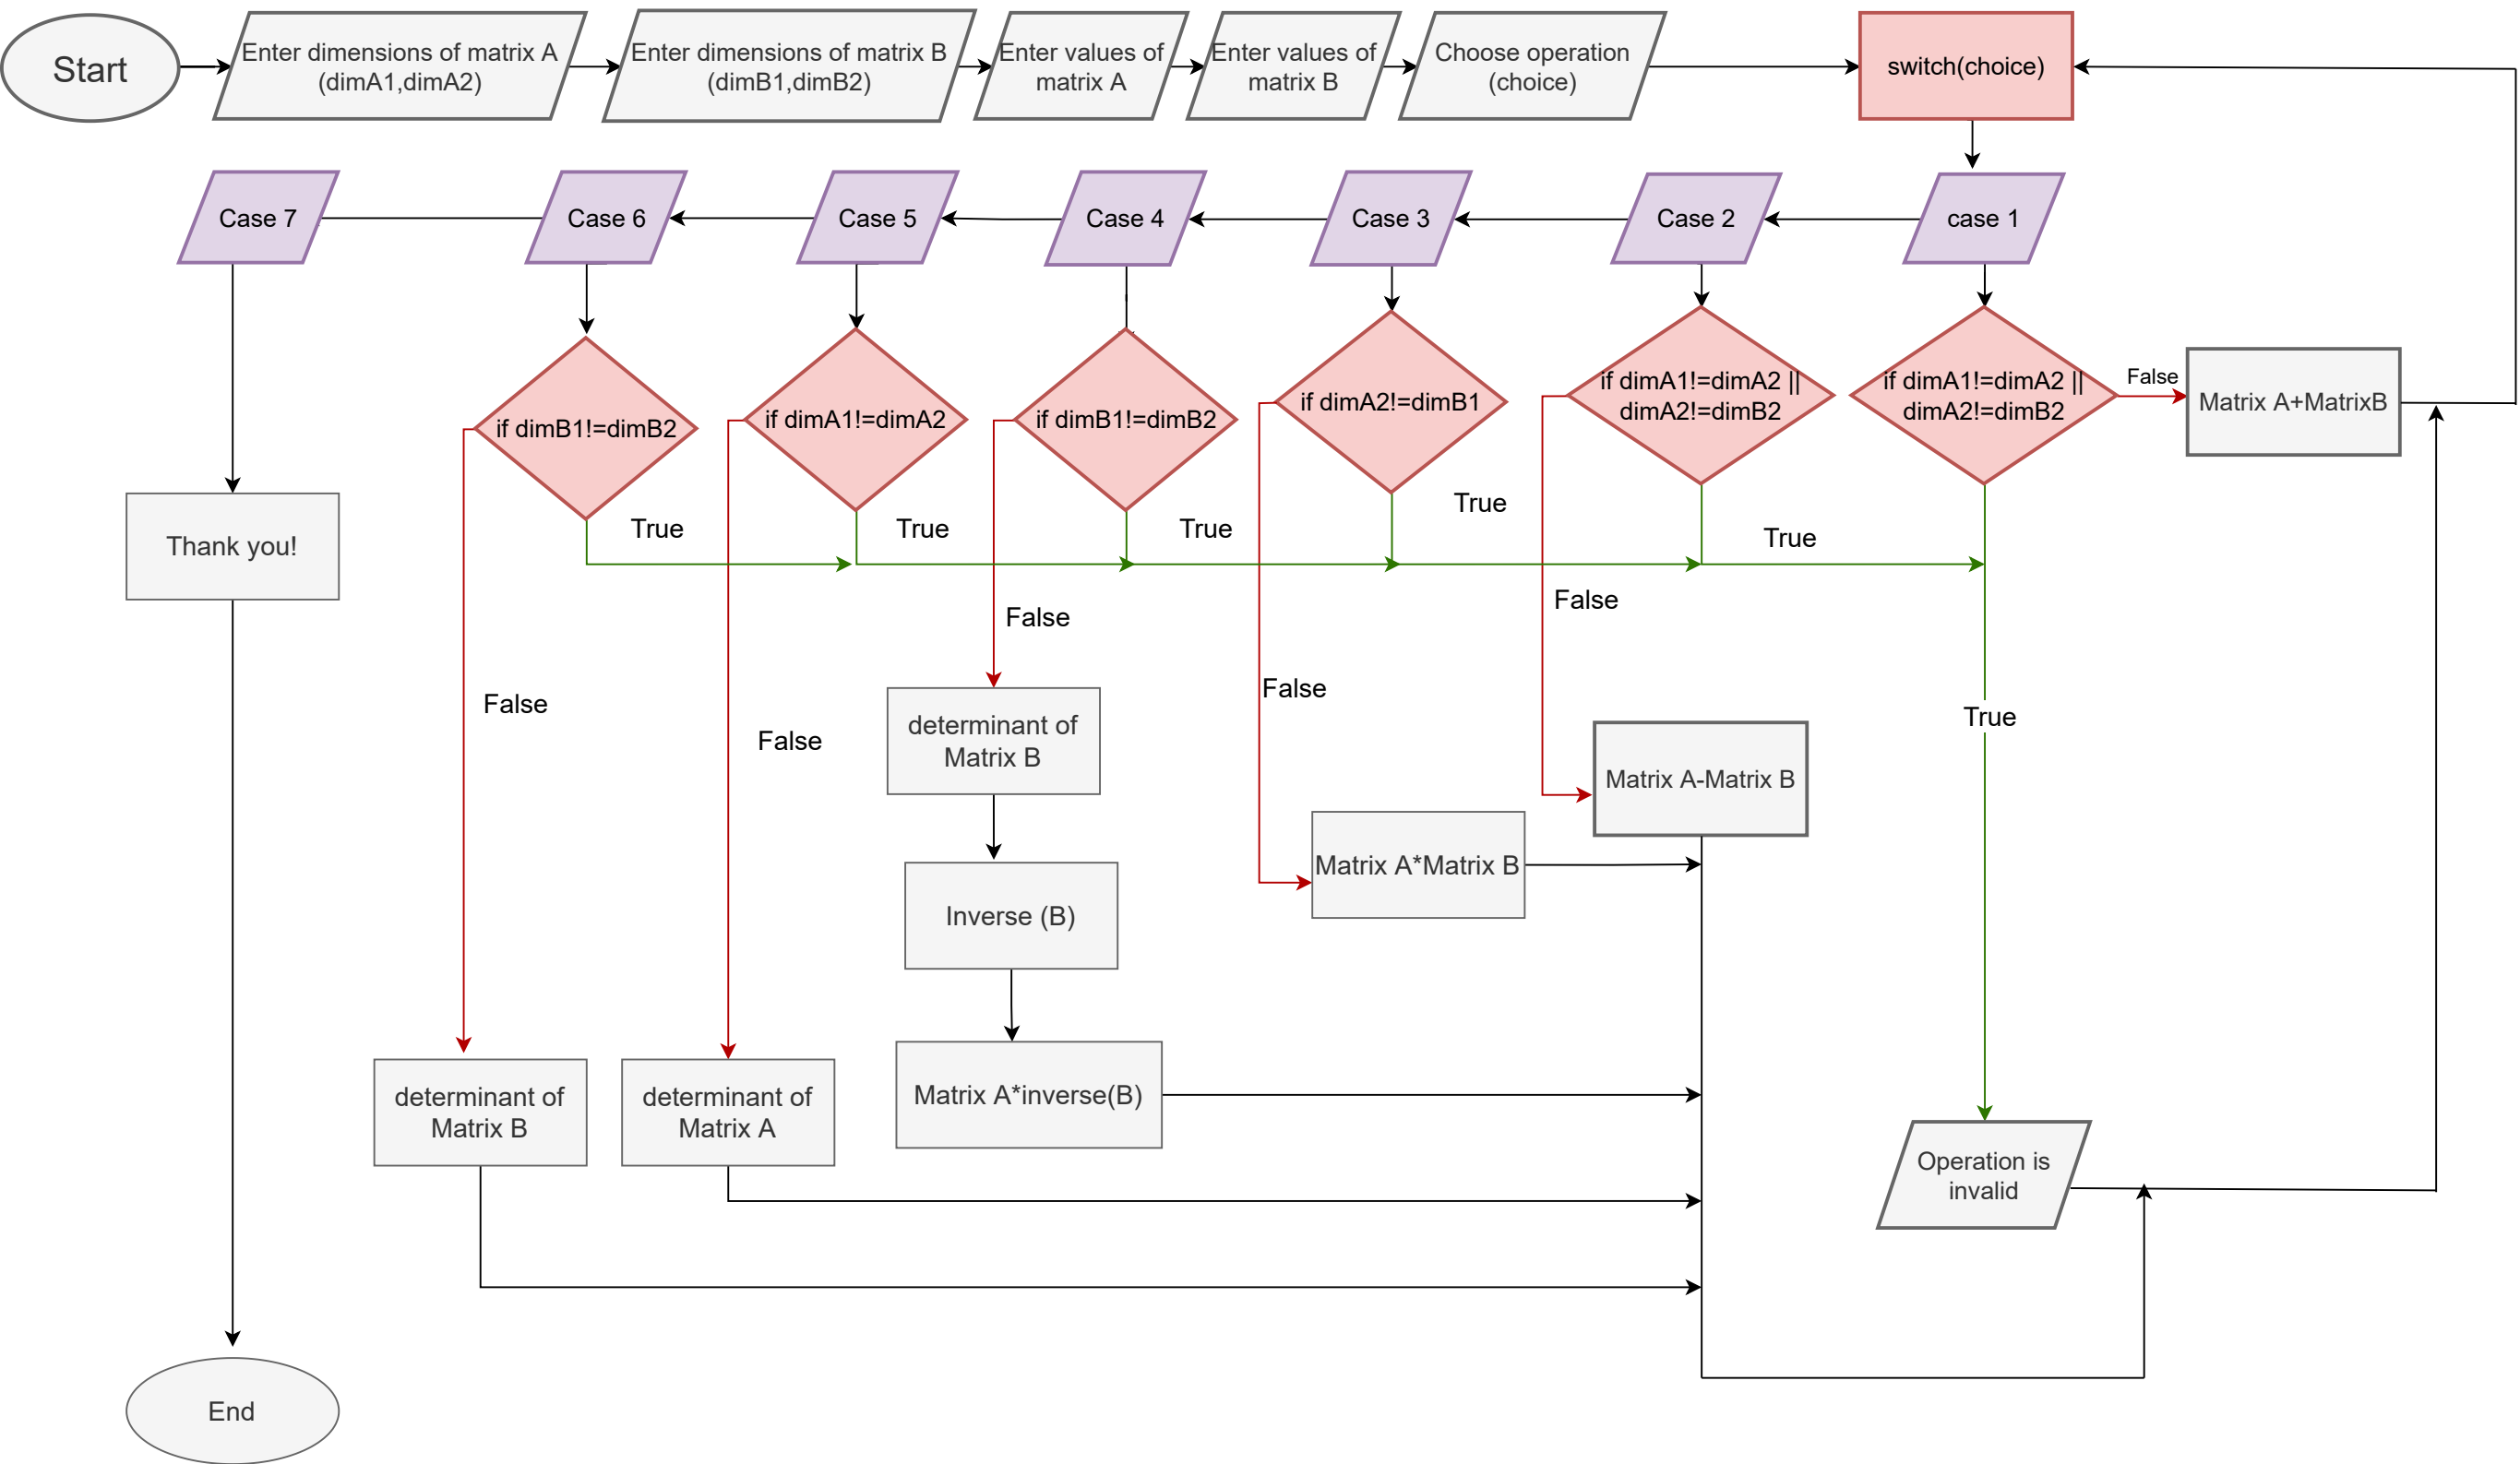 Start
Enter dimensions of matrix A
(dimA1,dimA2)
Enter dimensions of matrix B
(dimB1,dimB2)
Enter values of
matrix A
Enter values of
matrix B
Choose operation
(choice)
switch(choice)
Case 7
Case 6
Case 5
Case 4
Case 3
Case 2
case 1
if dimB1!=dimB2
if dimA1!=dimA2
if dimB1!=dimB2
if dimA2!=dimB1
if dimA1!=dimA2 ||
dimA2!=dimB2
if dimA1!=dimA2 ||
dimA2!=dimB2
False
Matrix A+MatrixB
Thank you!
True
True
True
True
True
False
False
False
False
False
True
determinant of
Matrix B
Matrix A-Matrix B
Matrix A*Matrix B
Inverse (B)
Matrix A*inverse(B)
determinant of
Matrix B
determinant of
Matrix A
Operation is
invalid
End